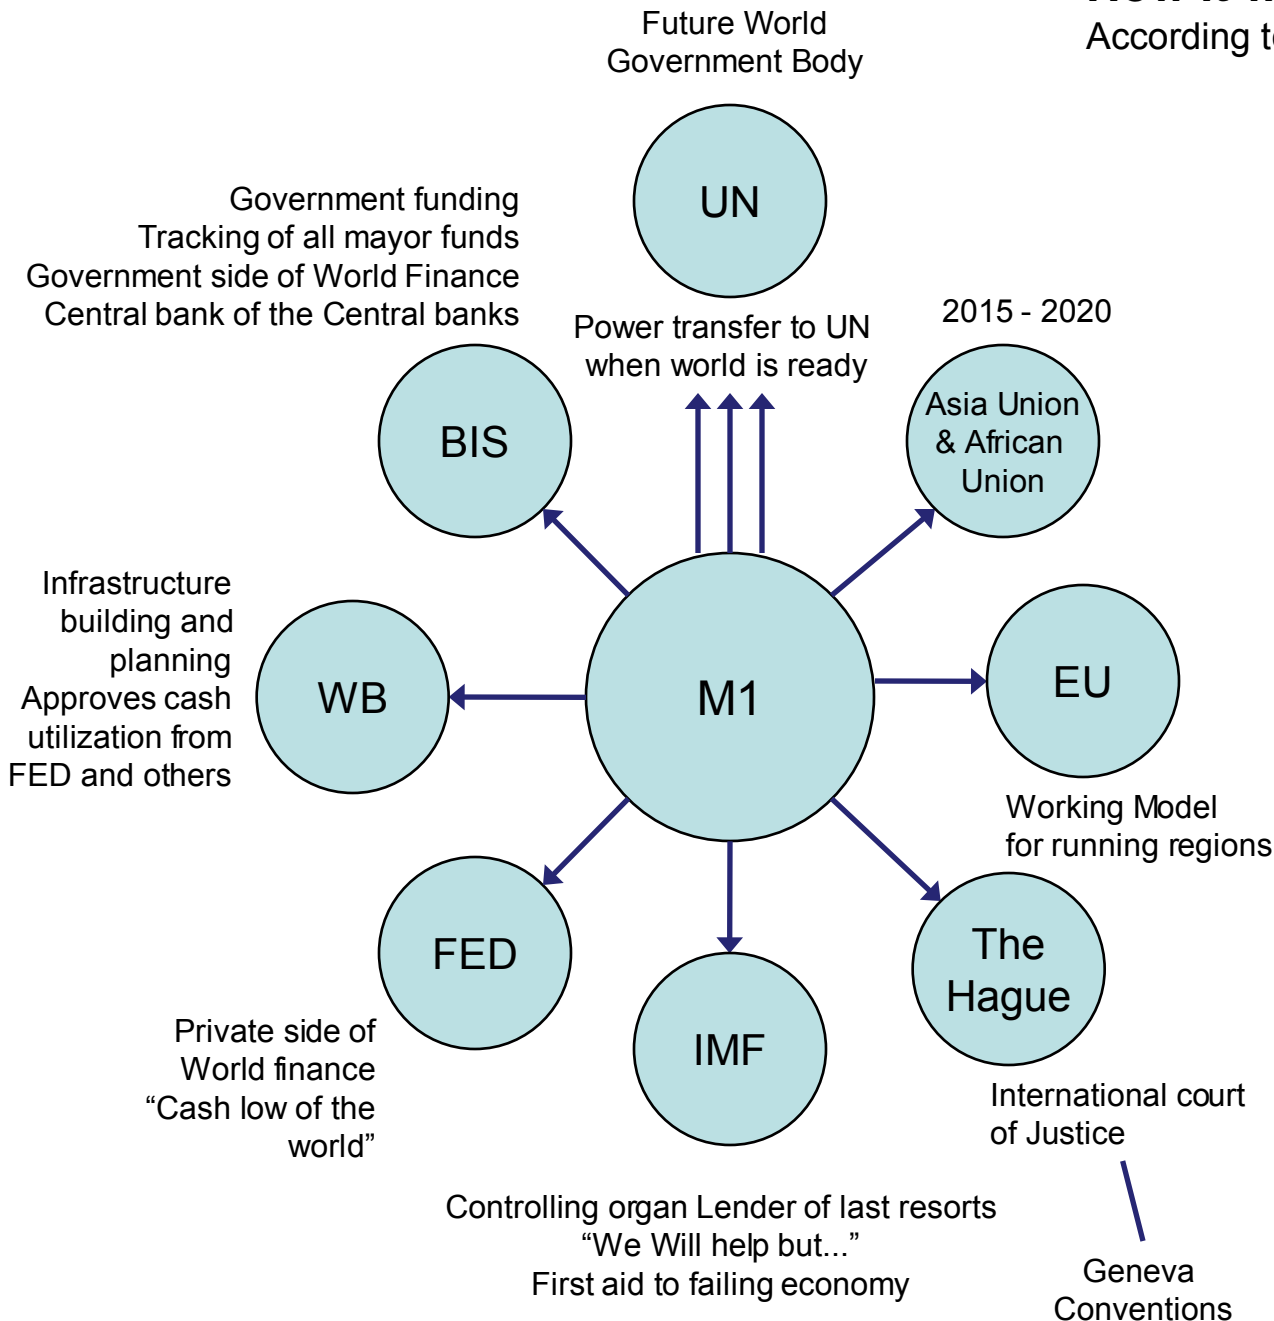 According to
Future World
Government Body
UN
Government funding
Tracking of all mayor funds
Government side of World Finance
Central bank of the Central banks
Power transfer to UN
when world is ready
2015 - 2020
BIS
Asia Union
& African
Union
Infrastructure
building and
planning
Approves cash
utilization from
FED and others
WB
M1
EU
Working Model
for running regions
FED
The
Hague
IMF
Private side of
World finance
“Cash low of the
world”
International court
of Justice
Controlling organ Lender of last resorts
“We Will help but...”
First aid to failing economy
Geneva
Conventions